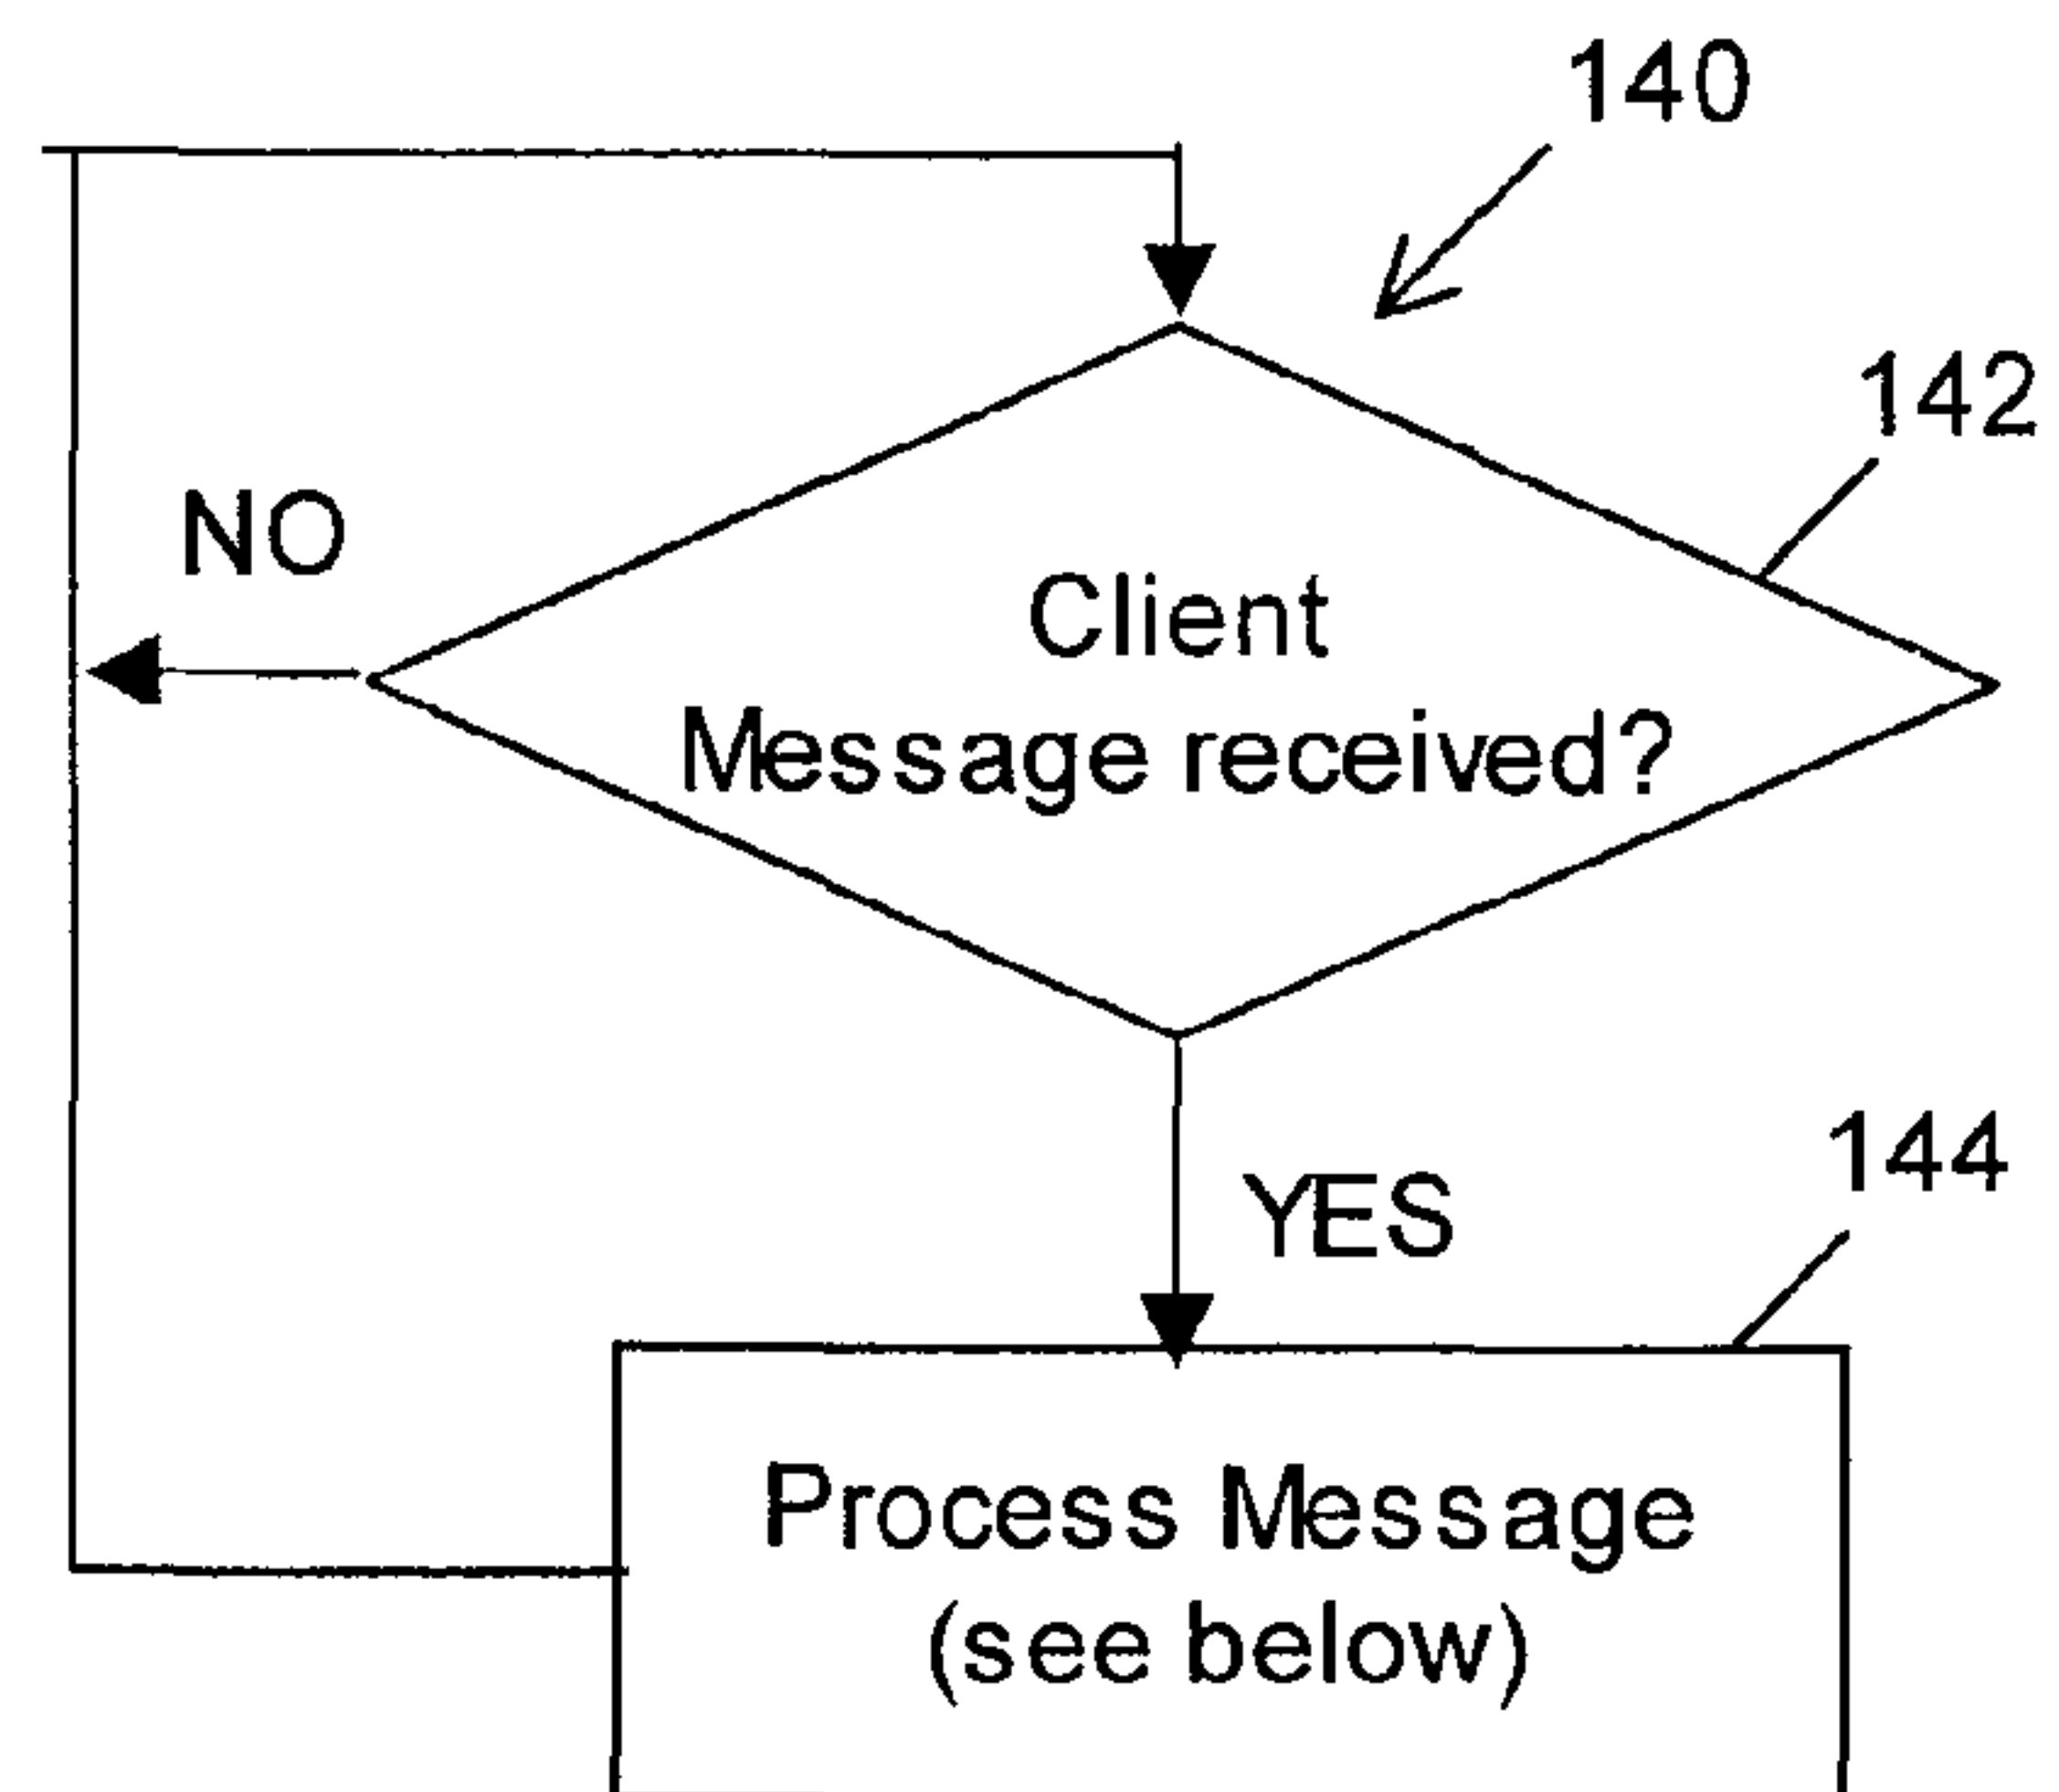 140
142
NO
Client
Message received?
144
YES
Process Message
(see below)